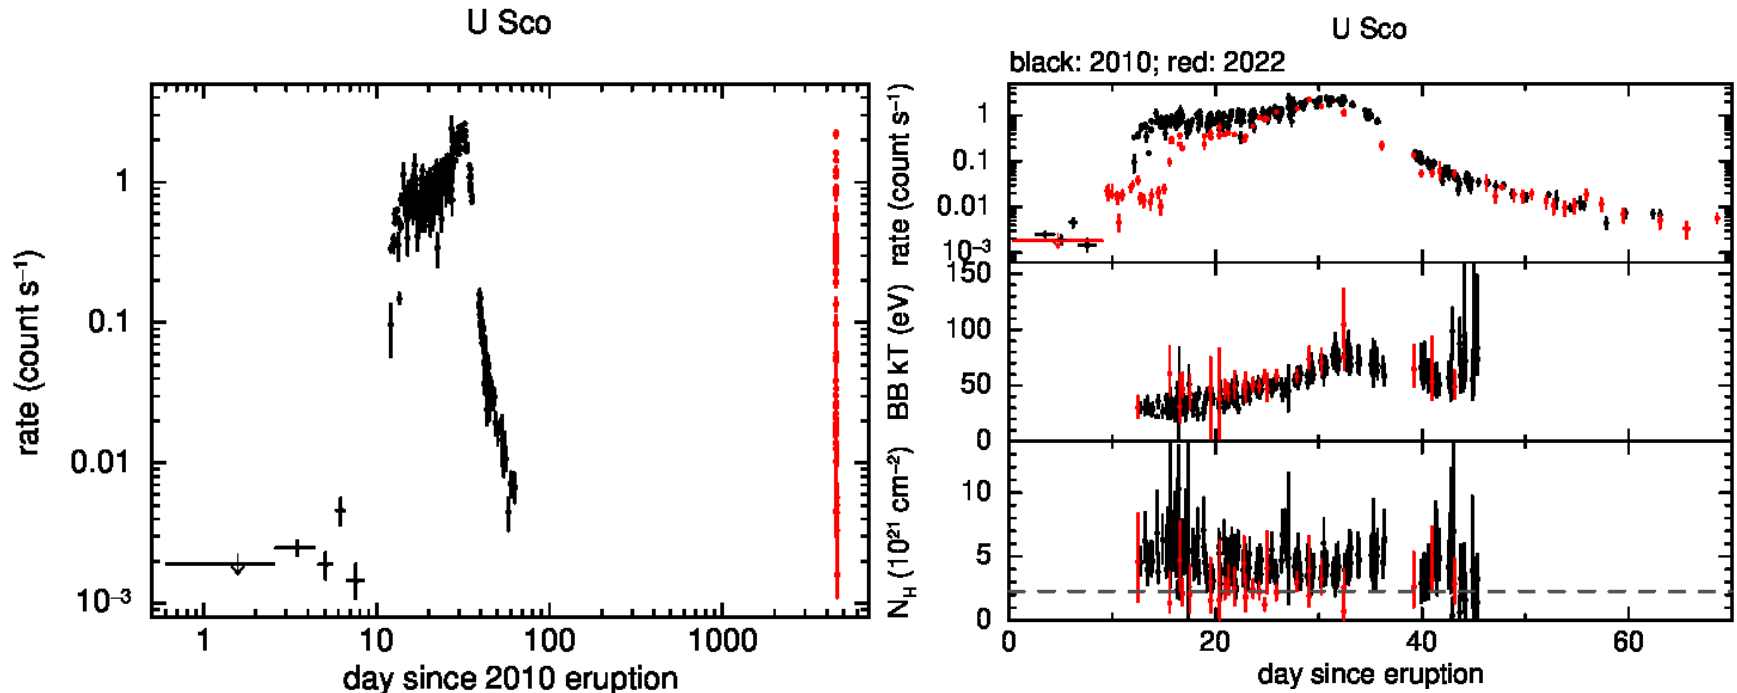 U Sco
rate (count s⁻¹)
1
0.1
0.01
10⁻³
1 10 100 1000
day since 2010 eruption
U Sco
black: 2010; red: 2022
rate (count s⁻¹)
1
0.1
0.01
10⁻³
BB kT (eV)
150
100
50
0
N_H (10²¹ cm⁻²)
10
5
0
0 20 40 60
day since eruption